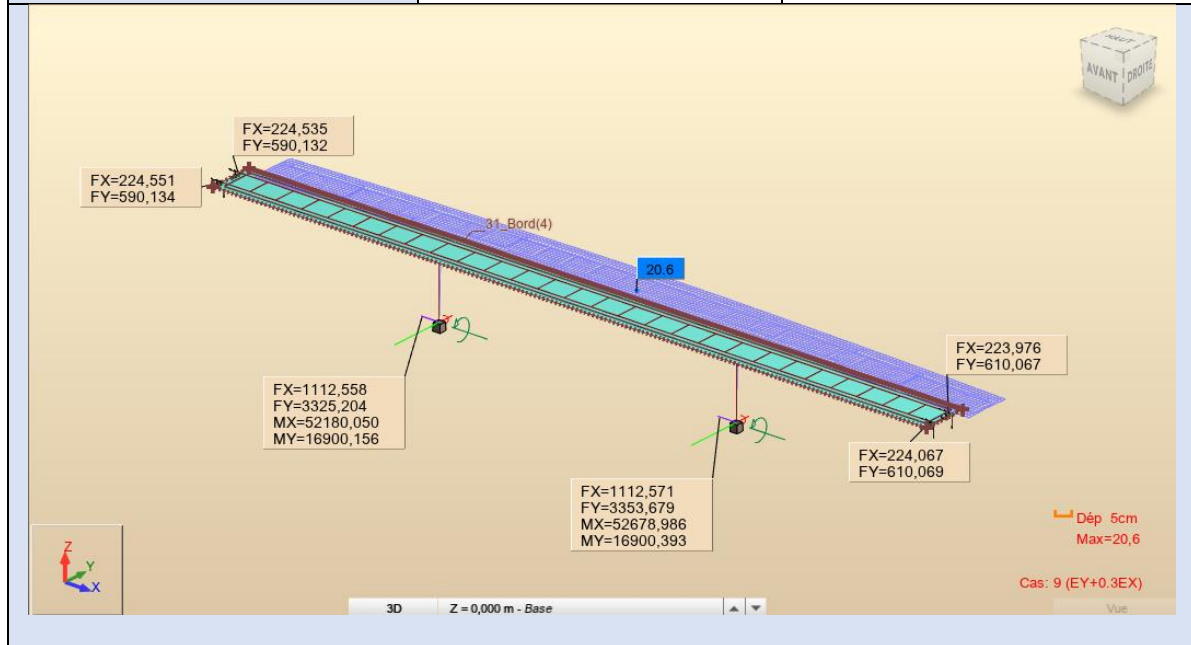 HAUT
AVANT
DROITE
FX=224,535
FY=590,132
FX=224,551
FY=590,134
31_Bord(4)
20.6
FX=223,976
FY=610,067
FX=1112,558
FY=3325,204
MX=52180,050
MY=16900,156
FX=224,067
FY=610,069
FX=1112,571
FY=3353,679
MX=52678,986
MY=16900,393
Dép 5cm
Max=20,6
Z
Y
X
Cas: 9 (EY+0.3EX)
3D Z = 0,000 m - Base
Vue